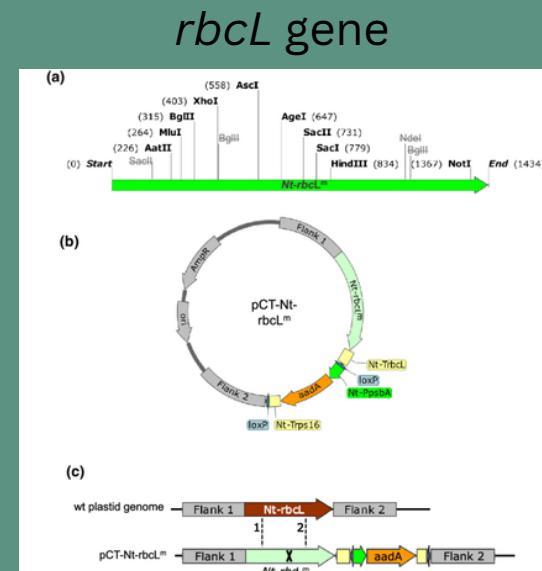 rbcL gene
(a)
(558) AscI
(403) XhoI
(315) BglII
AgeI (647)
(264) MluI
BglII
SacII (731)
NdeI
(226) AatII
SacI (779)
BglII
SacII
(0) Start
HindIII (834)
(1367) NotI
End (1434)
Nt-rbcLᵐ
(b)
Flank 1
AmpR
Nt-rbcLᵐ
pCT-Nt-
rbcLᵐ
ori
Nt-TrbcL
loxP
Nt-PpsbA
aadA
Flank 2
loxP
Nt-Trps16
(c)
wt plastid genome
Flank 1
Nt-rbcL
Flank 2
1
2
pCT-Nt-rbcLᵐ
Flank 1
X
aadA
Flank 2